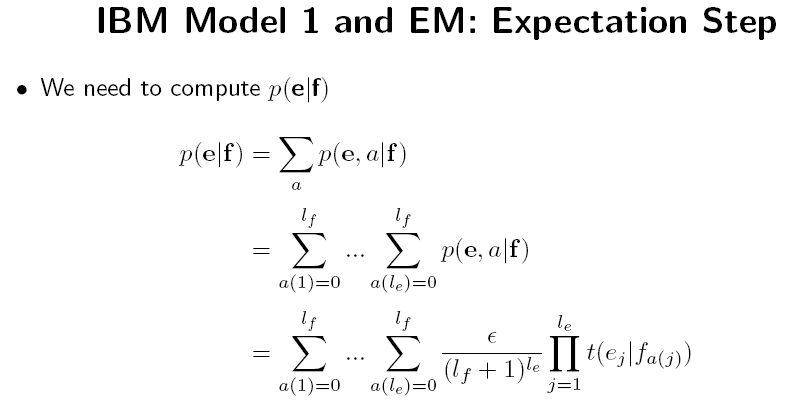 IBM Model 1 and EM: Expectation Step
• We need to compute p(e|f)
p(e|f) = ∑_a p(e, a|f)
= ∑_{a(1)=0}^{l_f} ... ∑_{a(l_e)=0}^{l_f} p(e, a|f)
= ∑_{a(1)=0}^{l_f} ... ∑_{a(l_e)=0}^{l_f} ϵ/(l_f + 1)^{l_e} ∏_{j=1}^{l_e} t(e_j|f_{a(j)})